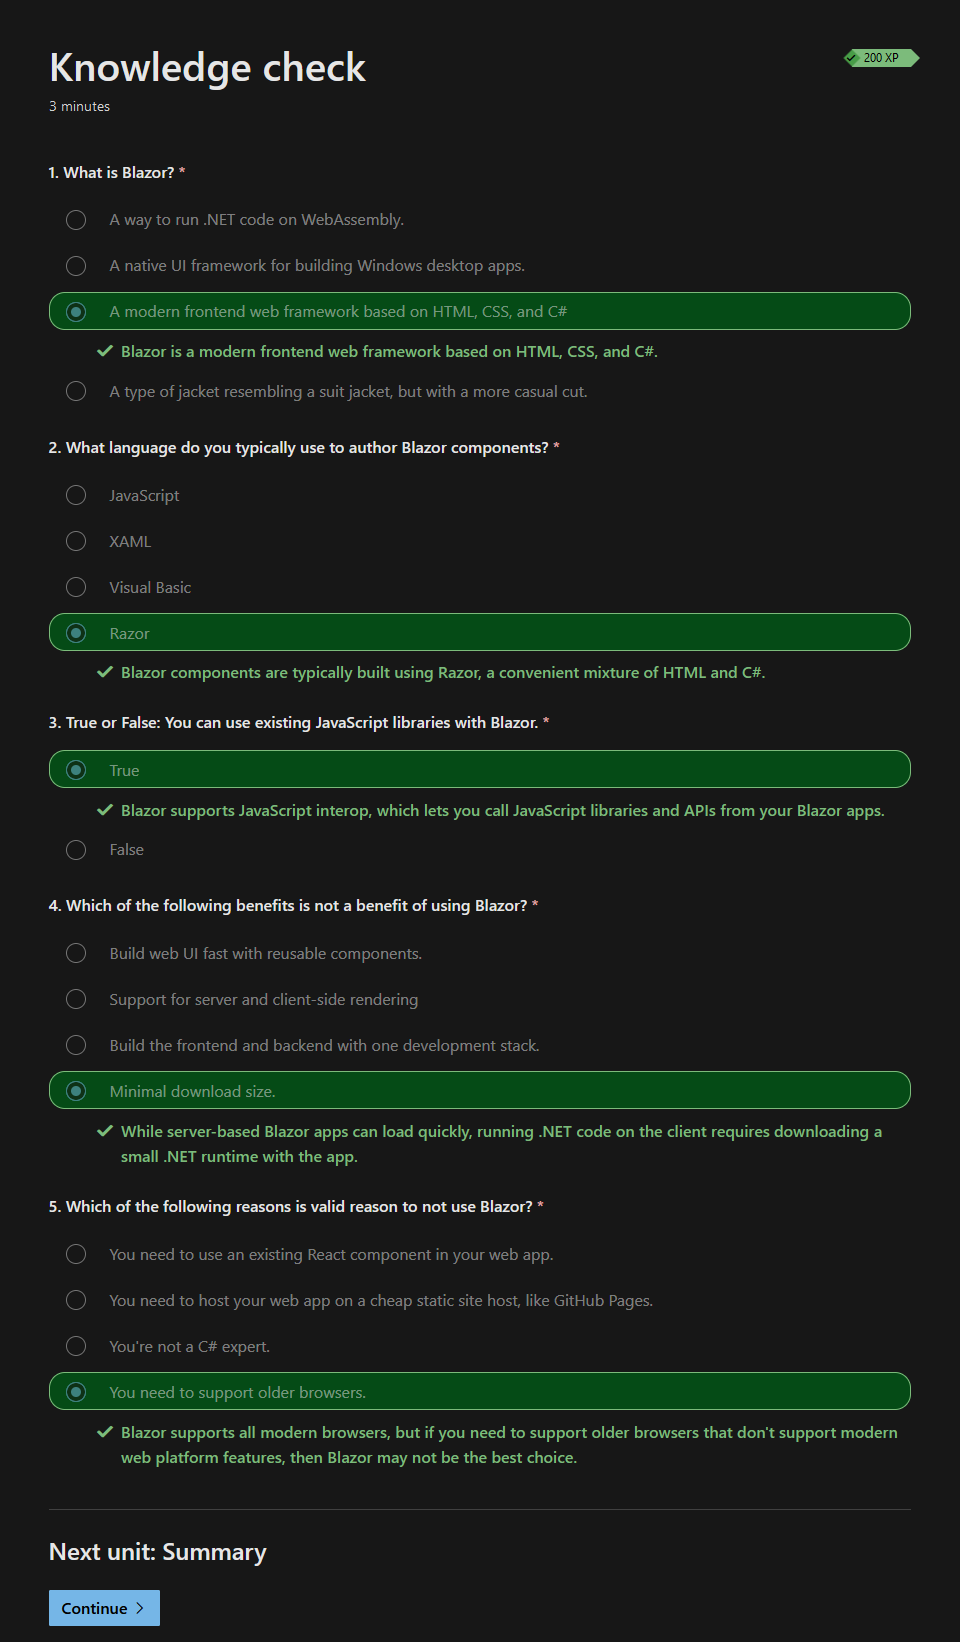 Knowledge check
200 XP
3 minutes
1. What is Blazor? *
A way to run .NET code on WebAssembly.
A native UI framework for building Windows desktop apps.
A modern frontend web framework based on HTML, CSS, and C#
Blazor is a modern frontend web framework based on HTML, CSS, and C#.
A type of jacket resembling a suit jacket, but with a more casual cut.
2. What language do you typically use to author Blazor components? *
JavaScript
XAML
Visual Basic
Razor
Blazor components are typically built using Razor, a convenient mixture of HTML and C#.
3. True or False: You can use existing JavaScript libraries with Blazor. *
True
Blazor supports JavaScript interop, which lets you call JavaScript libraries and APIs from your Blazor apps.
False
4. Which of the following benefits is not a benefit of using Blazor? *
Build web UI fast with reusable components.
Support for server and client-side rendering
Build the frontend and backend with one development stack.
Minimal download size.
While server-based Blazor apps can load quickly, running .NET code on the client requires downloading a
small .NET runtime with the app.
5. Which of the following reasons is valid reason to not use Blazor? *
You need to use an existing React component in your web app.
You need to host your web app on a cheap static site host, like GitHub Pages.
You're not a C# expert.
You need to support older browsers.
Blazor supports all modern browsers, but if you need to support older browsers that don't support modern
web platform features, then Blazor may not be the best choice.
Next unit: Summary
Continue